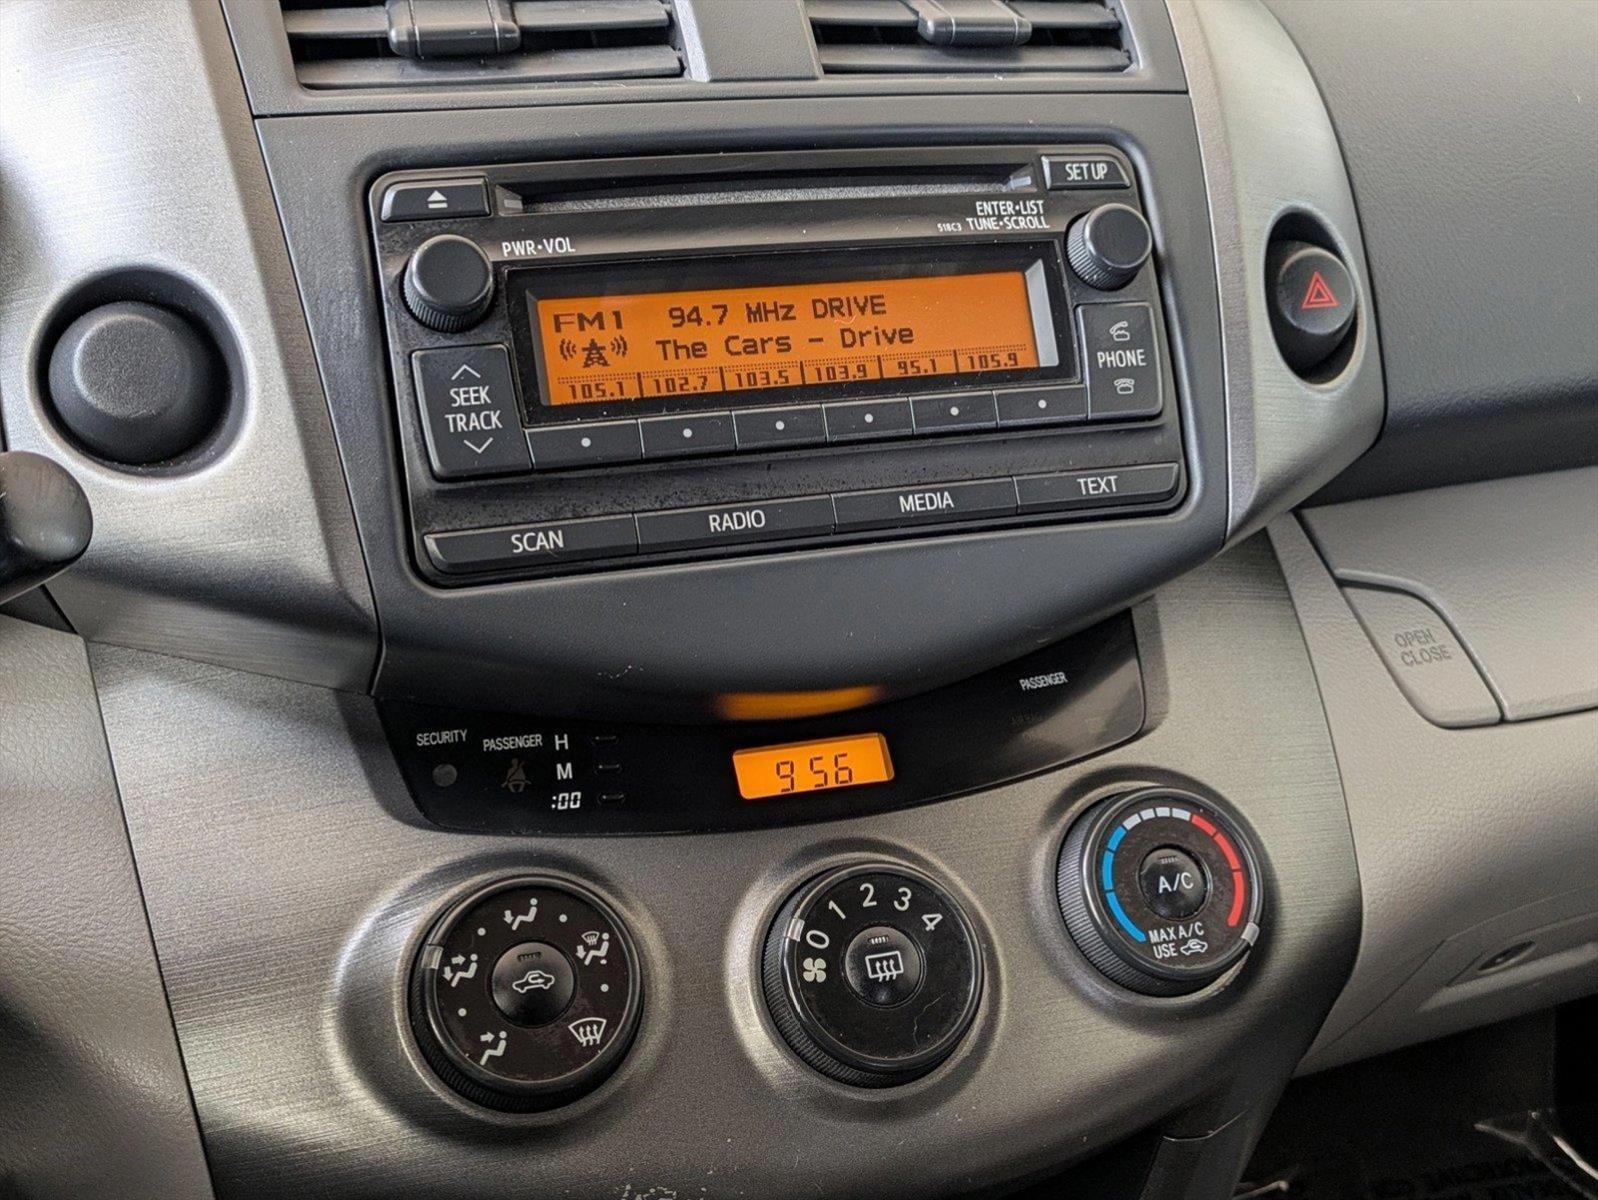 SET UP
ENTER•LIST
518C3 TUNE•SCROLL
PWR•VOL
FM1 94.7 MHz DRIVE
The Cars - Drive
105.1 102.7 103.5 103.9 95.1 105.9
SEEK
TRACK
PHONE
SCAN RADIO MEDIA TEXT
OPEN
CLOSE
PASSENGER
SECURITY PASSENGER H
M
:00
9 56
0 1 2 3 4
A/C
MAX A/C
USE